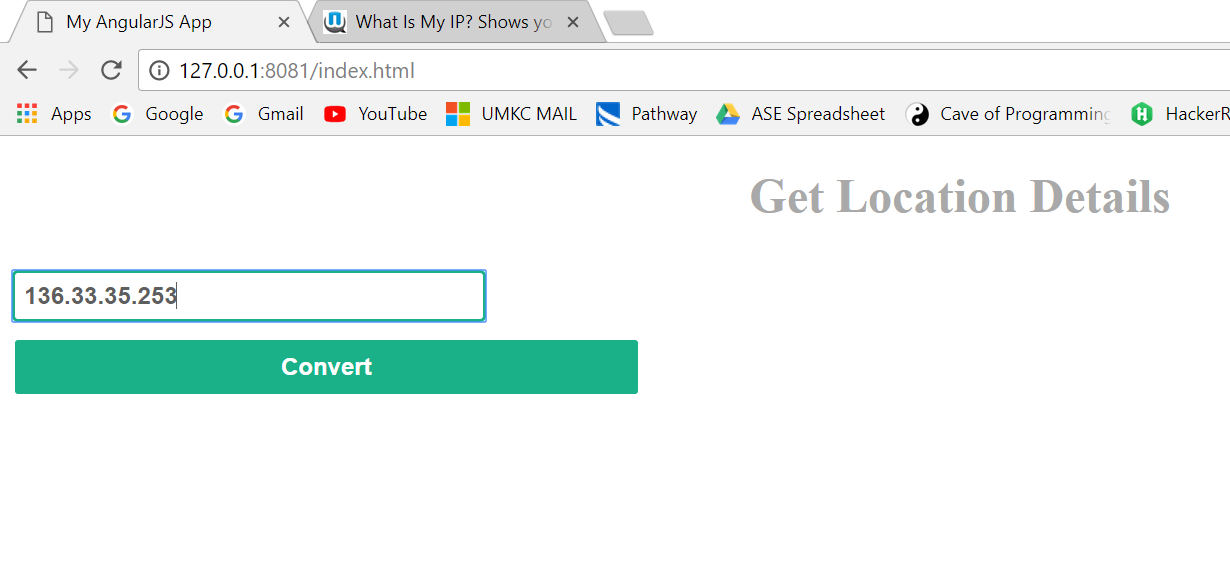 My AngularJS App What Is My IP? Shows yo
127.0.0.1:8081/index.html
Apps Google Gmail YouTube UMKC MAIL Pathway ASE Spreadsheet Cave of Programming HackerR
Get Location Details
136.33.35.253
Convert